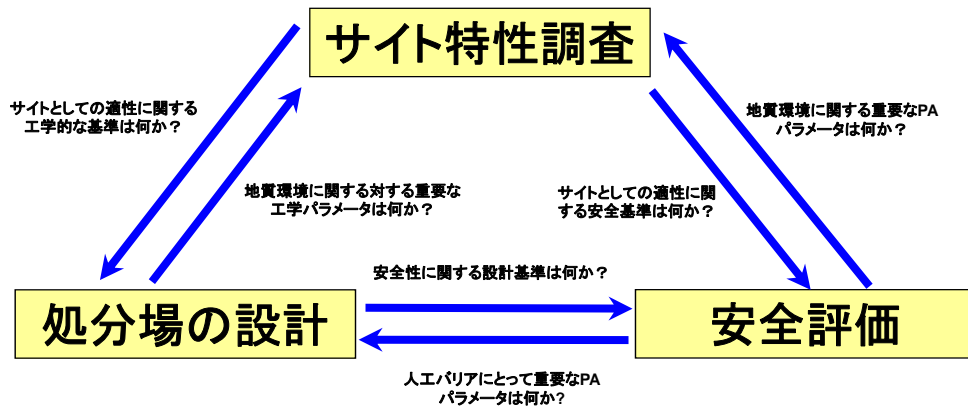 サイト特性調査
サイトとしての適性に関する
工学的な基準は何か？
地質環境に関する重要なPA
パラメータは何か？
地質環境に関する対する重要な
工学パラメータは何か？
サイトとしての適性に関
する安全基準は何か？
安全性に関する設計基準は何か？
処分場の設計
安全評価
人工バリアにとって重要なPA
パラメータは何か?